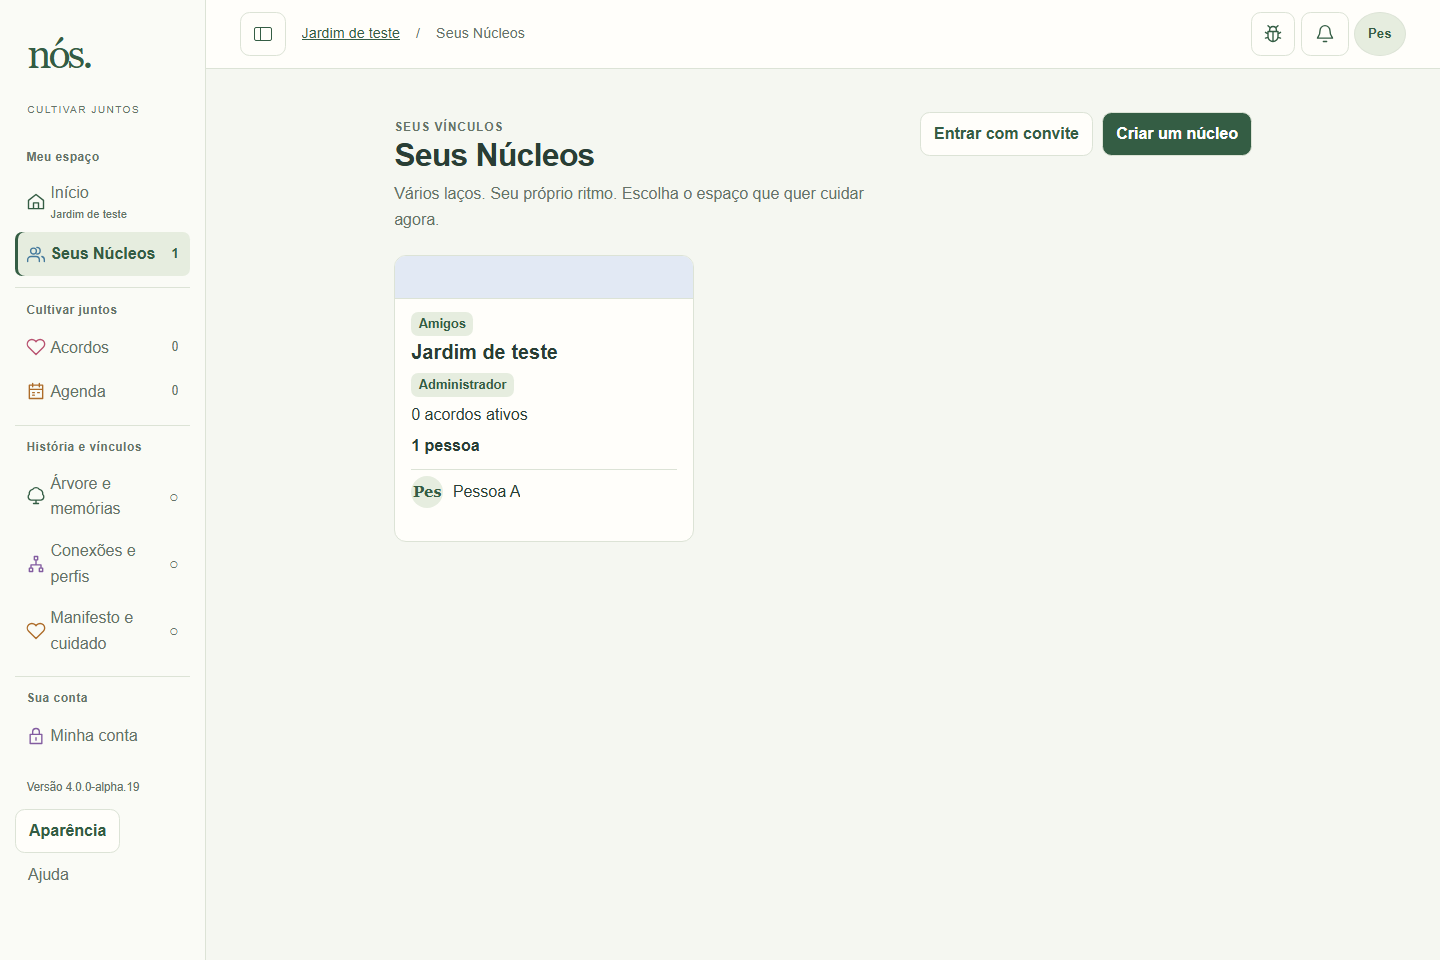 nós.
CULTIVAR JUNTOS
Meu espaço
Início
Jardim de teste
Seus Núcleos 1
Cultivar juntos
Acordos 0
Agenda 0
História e vínculos
Árvore e
memórias
Conexões e
perfis
Manifesto e
cuidado
Sua conta
Minha conta
Versão 4.0.0-alpha.19
Aparência
Ajuda
Jardim de teste / Seus Núcleos
Pes
SEUS VÍNCULOS
Seus Núcleos
Vários laços. Seu próprio ritmo. Escolha o espaço que quer cuidar
agora.
Entrar com convite
Criar um núcleo
Amigos
Jardim de teste
Administrador
0 acordos ativos
1 pessoa
Pes Pessoa A